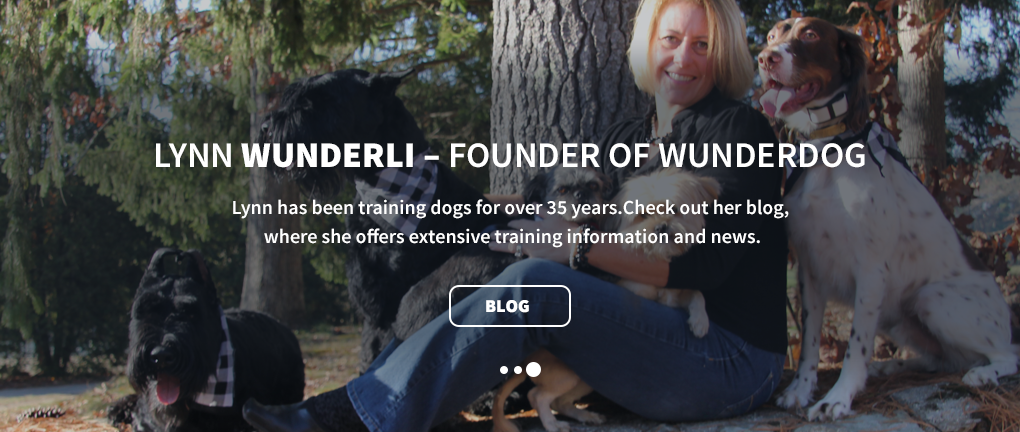 LYNN WUNDERLI – FOUNDER OF WUNDERDOG
Lynn has been training dogs for over 35 years.Check out her blog,
where she offers extensive training information and news.
BLOG